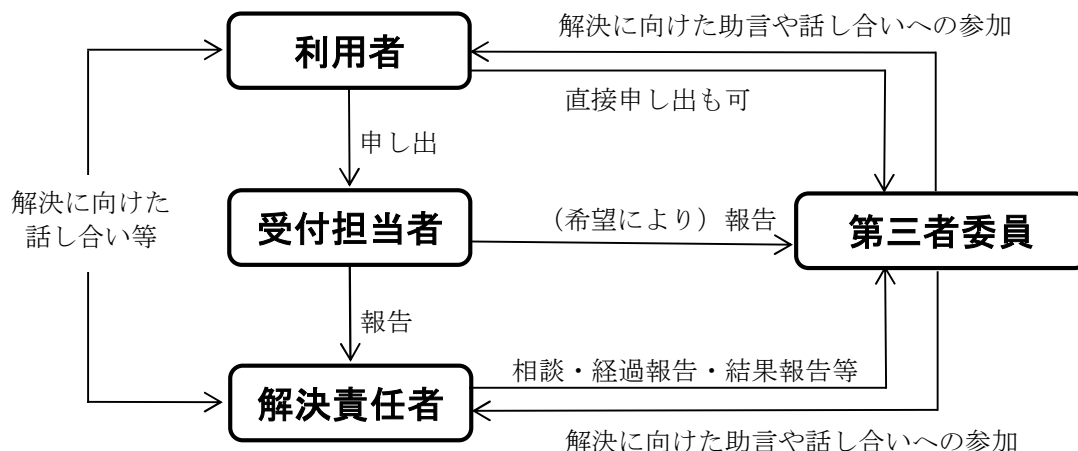 解決に向けた助言や話し合いへの参加
利用者
直接申し出も可
申し出
解決に向けた
話し合い等
受付担当者
（希望により）報告
第三者委員
報告
相談・経過報告・結果報告等
解決責任者
解決に向けた助言や話し合いへの参加